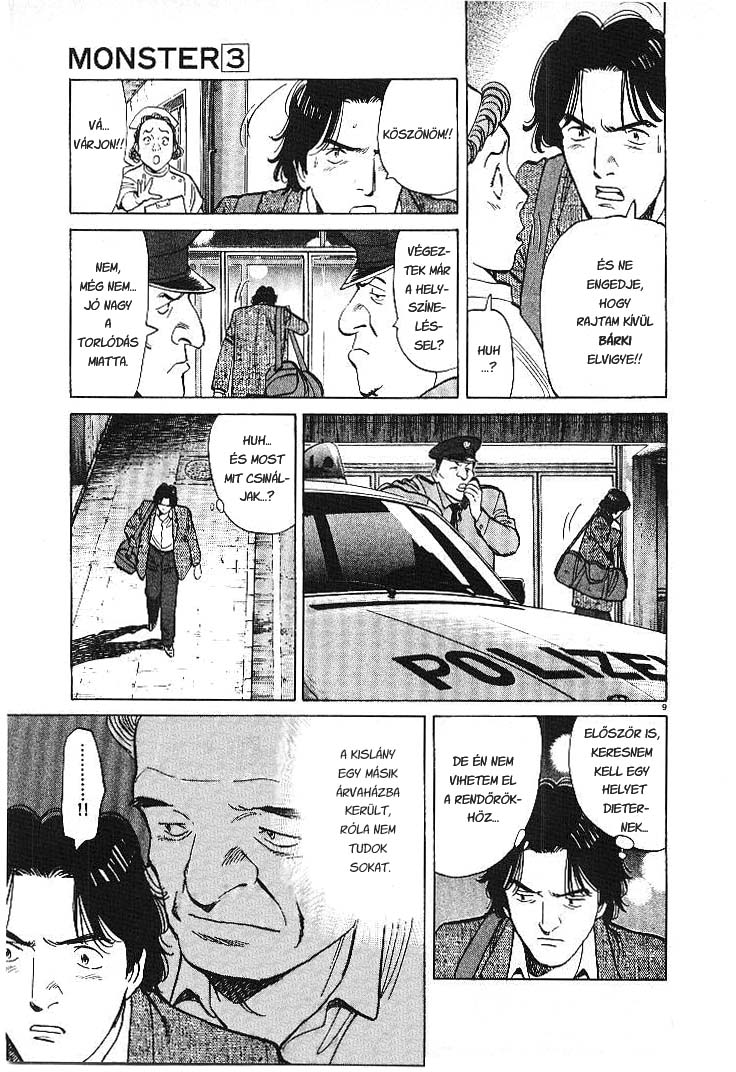 MONSTER 3
ÉS NE
ENGEDJE,
HOGY
RAJTAM KÍVÜL
BÁRKI
ELVIGYE!!
HUH
...?
KÖSZÖNÖM!!
VÁ...
VÁRJON!!
VÉGEZ-
TEK MÁR
A HELY-
SZÍNE-
LÉS-
SEL?
NEM,
MÉG NEM...
JÓ NAGY
A
TORLÓDÁS
MIATTA.
POLIZEI
HUH...
ÉS MOST
MIT CSINÁL-
JAK...?
9
ELŐSZÖR IS,
KERESNEM
KELL EGY
HELYET
DIETER-
NEK...
DE ÉN NEM
VIHETEM EL
A RENDŐRÖK-
HÖZ...
A KISLÁNY
EGY MÁSIK
ÁRVAHÁZBA
KERÜLT,
RÓLA NEM
TUDOK
SOKAT.
.........!!